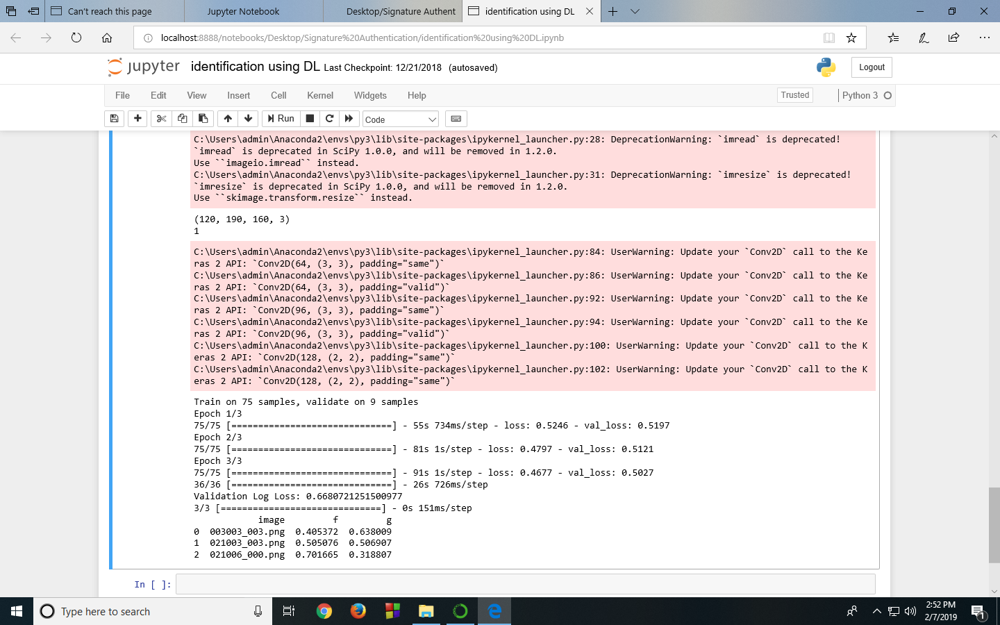 Can't reach this page
Jupyter Notebook
Desktop/Signature Authent
identification using DL
localhost:8888/notebooks/Desktop/Signature%20Authentication/identification%20using%20DL.ipynb
jupyter identification using DL Last Checkpoint: 12/21/2018 (autosaved)
Logout
File Edit View Insert Cell Kernel Widgets Help
Trusted
Python 3
Run
Code
C:\Users\admin\Anaconda2\envs\py3\lib\site-packages\ipykernel_launcher.py:28: DeprecationWarning: `imread` is deprecated!
`imread` is deprecated in SciPy 1.0.0, and will be removed in 1.2.0.
Use ``imageio.imread`` instead.
C:\Users\admin\Anaconda2\envs\py3\lib\site-packages\ipykernel_launcher.py:31: DeprecationWarning: `imresize` is deprecated!
`imresize` is deprecated in SciPy 1.0.0, and will be removed in 1.2.0.
Use ``skimage.transform.resize`` instead.
(120, 190, 160, 3)
1
C:\Users\admin\Anaconda2\envs\py3\lib\site-packages\ipykernel_launcher.py:84: UserWarning: Update your `Conv2D` call to the Ke
ras 2 API: `Conv2D(64, (3, 3), padding="same")`
C:\Users\admin\Anaconda2\envs\py3\lib\site-packages\ipykernel_launcher.py:86: UserWarning: Update your `Conv2D` call to the Ke
ras 2 API: `Conv2D(64, (3, 3), padding="valid")`
C:\Users\admin\Anaconda2\envs\py3\lib\site-packages\ipykernel_launcher.py:92: UserWarning: Update your `Conv2D` call to the Ke
ras 2 API: `Conv2D(96, (3, 3), padding="same")`
C:\Users\admin\Anaconda2\envs\py3\lib\site-packages\ipykernel_launcher.py:94: UserWarning: Update your `Conv2D` call to the Ke
ras 2 API: `Conv2D(96, (3, 3), padding="valid")`
C:\Users\admin\Anaconda2\envs\py3\lib\site-packages\ipykernel_launcher.py:100: UserWarning: Update your `Conv2D` call to the K
eras 2 API: `Conv2D(128, (2, 2), padding="same")`
C:\Users\admin\Anaconda2\envs\py3\lib\site-packages\ipykernel_launcher.py:102: UserWarning: Update your `Conv2D` call to the K
eras 2 API: `Conv2D(128, (2, 2), padding="same")`
Train on 75 samples, validate on 9 samples
Epoch 1/3
75/75 [==============================] - 55s 734ms/step - loss: 0.5246 - val_loss: 0.5197
Epoch 2/3
75/75 [==============================] - 81s 1s/step - loss: 0.4797 - val_loss: 0.5121
Epoch 3/3
75/75 [==============================] - 91s 1s/step - loss: 0.4677 - val_loss: 0.5027
36/36 [==============================] - 26s 726ms/step
Validation Log Loss: 0.6680721251500977
3/3 [==============================] - 0s 151ms/step
image f g
0 003003_003.png 0.405372 0.638009
1 021003_003.png 0.505076 0.506907
2 021006_000.png 0.701665 0.318807
In [ ]:
Type here to search
2:52 PM
2/7/2019
1